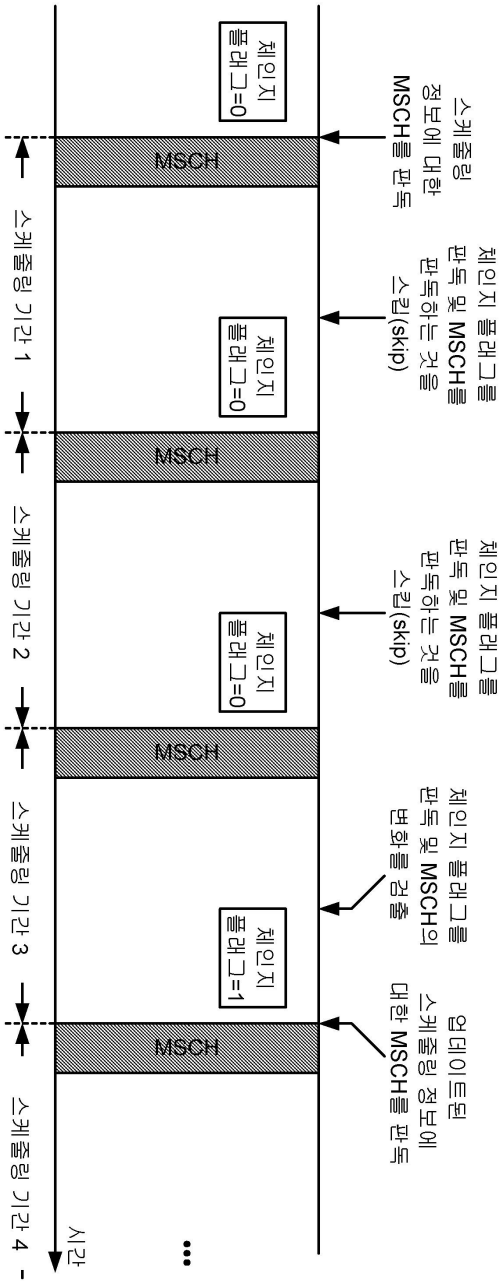 스케줄링
정보에 대한
MSCH를 판독
체인지 플래그를
판독 및 MSCH를
판독하는 것을
스킵(skip)
체인지 플래그를
판독 및 MSCH를
판독하는 것을
스킵(skip)
체인지 플래그를
판독 및 MSCH의
변화를 검출
업데이트된
스케줄링 정보에
대한 MSCH를 판독
체인지
플래그=0
MSCH
체인지
플래그=0
MSCH
체인지
플래그=0
MSCH
체인지
플래그=1
MSCH
...
시간
스케줄링 기간 1
스케줄링 기간 2
스케줄링 기간 3
스케줄링 기간 4